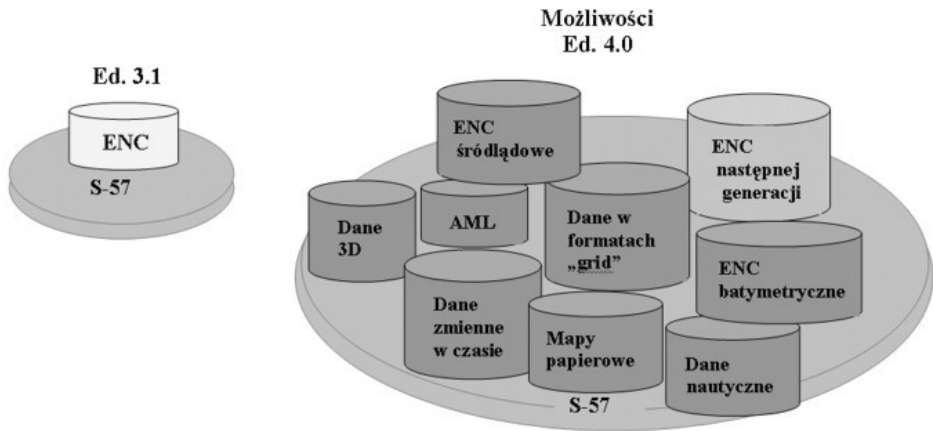 Ed. 3.1
ENC
S-57
Możliwości
Ed. 4.0
ENC
śródlądowe
ENC
następnej
generacji
Dane
3D
AML
Dane w
formatach
„grid”
ENC
batymetryczne
Dane
zmienne
w czasie
Mapy
papierowe
Dane
nautyczne
S-57